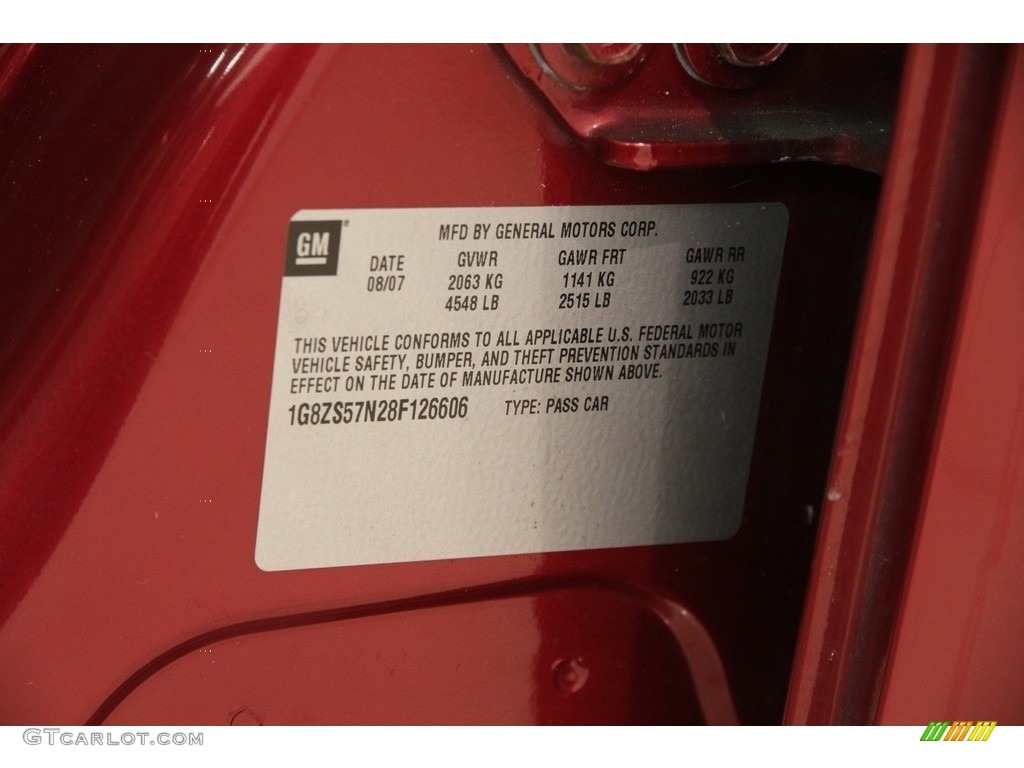 GM
MFD BY GENERAL MOTORS CORP.
DATE GVWR GAWR FRT GAWR RR
08/07 2063 KG 1141 KG 922 KG
4548 LB 2515 LB 2033 LB
THIS VEHICLE CONFORMS TO ALL APPLICABLE U.S. FEDERAL MOTOR
VEHICLE SAFETY, BUMPER, AND THEFT PREVENTION STANDARDS IN
EFFECT ON THE DATE OF MANUFACTURE SHOWN ABOVE.
1G8ZS57N28F126606 TYPE: PASS CAR
GTCARLOT.COM